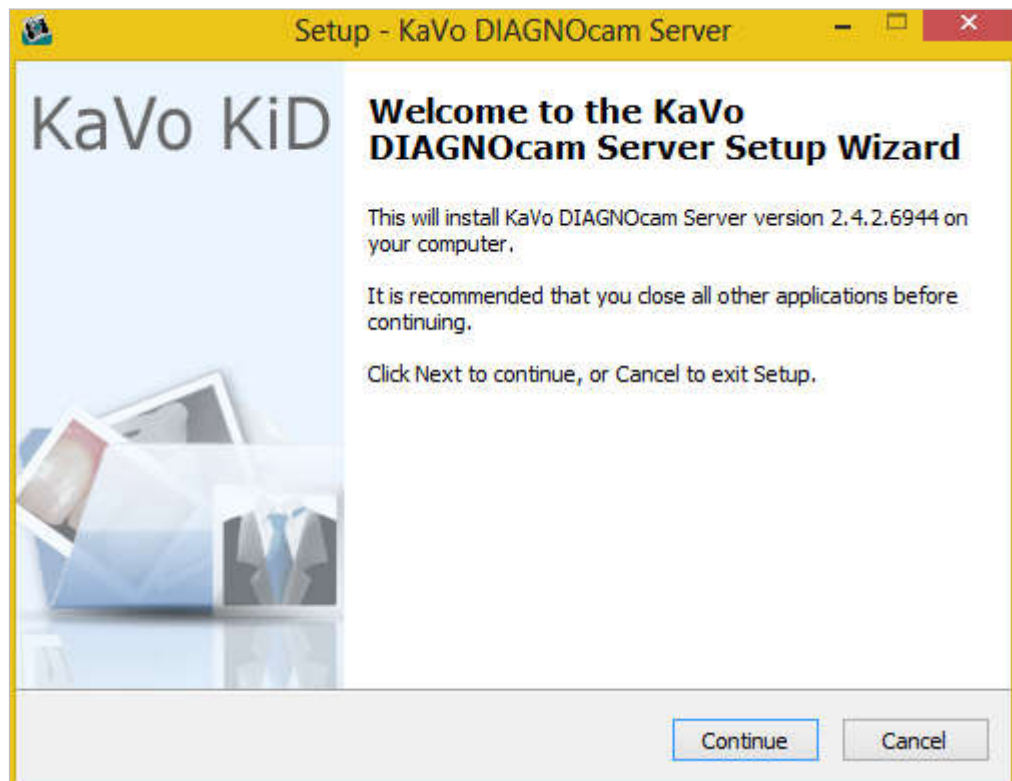 Setup - KaVo DIAGNOcam Server
KaVo KiD
Welcome to the KaVo
DIAGNOcam Server Setup Wizard
This will install KaVo DIAGNOcam Server version 2.4.2.6944 on
your computer.
It is recommended that you close all other applications before
continuing.
Click Next to continue, or Cancel to exit Setup.
Continue
Cancel